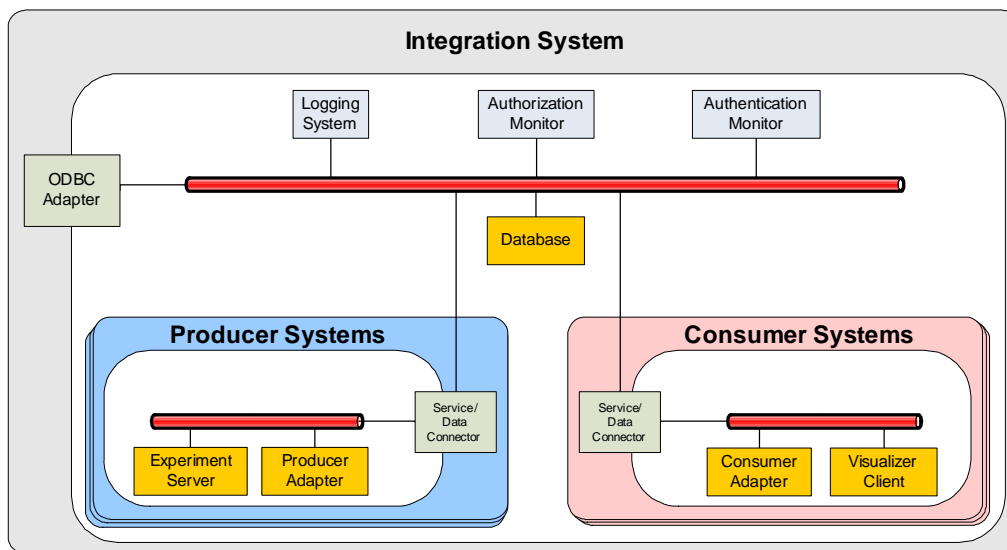 Integration System
Logging
System
Authorization
Monitor
Authentication
Monitor
ODBC
Adapter
Database
Producer Systems
Service/
Data
Connector
Experiment
Server
Producer
Adapter
Consumer Systems
Service/
Data
Connector
Consumer
Adapter
Visualizer
Client